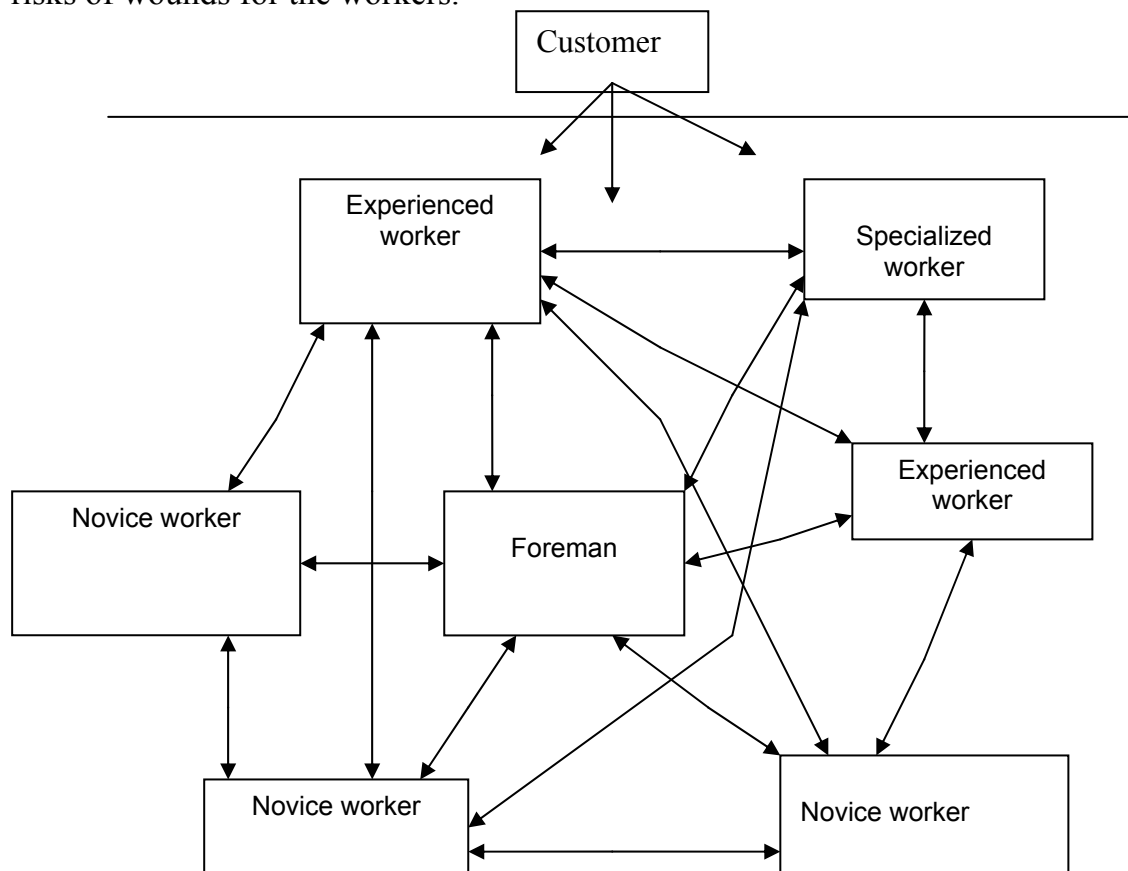 risks of wounds for the workers.
Customer
Experienced
worker
Specialized
worker
Experienced
worker
Novice worker
Foreman
Novice worker
Novice worker